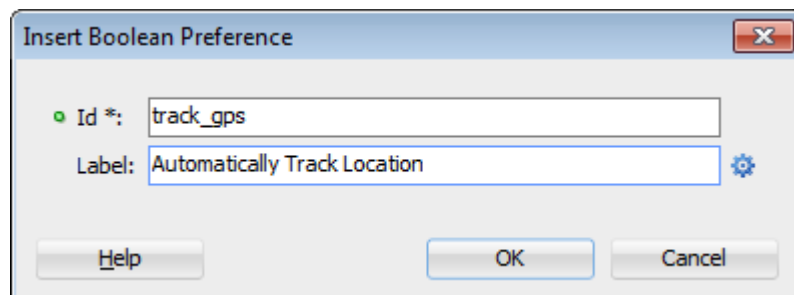 Insert Boolean Preference
Id *: track_gps
Label: Automatically Track Location
Help OK Cancel